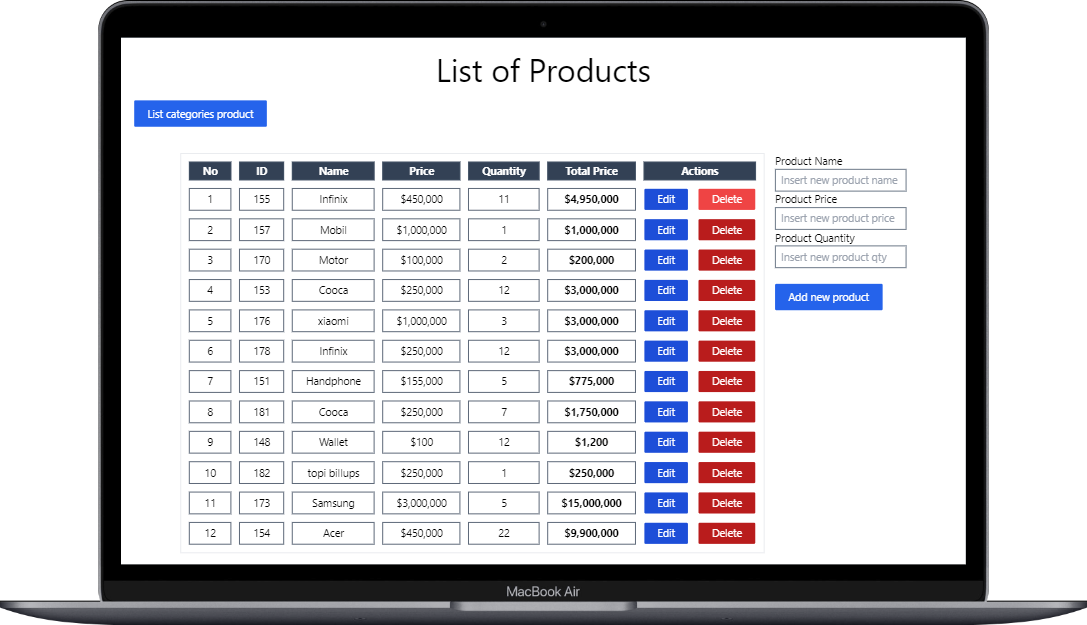 List of Products
List categories product
No ID Name Price Quantity Total Price Actions
1 155 Infinix $450,000 11 $4,950,000 Edit Delete
2 157 Mobil $1,000,000 1 $1,000,000 Edit Delete
3 170 Motor $100,000 2 $200,000 Edit Delete
4 153 Cooca $250,000 12 $3,000,000 Edit Delete
5 176 xiaomi $1,000,000 3 $3,000,000 Edit Delete
6 178 Infinix $250,000 12 $3,000,000 Edit Delete
7 151 Handphone $155,000 5 $775,000 Edit Delete
8 181 Cooca $250,000 7 $1,750,000 Edit Delete
9 148 Wallet $100 12 $1,200 Edit Delete
10 182 topi billups $250,000 1 $250,000 Edit Delete
11 173 Samsung $3,000,000 5 $15,000,000 Edit Delete
12 154 Acer $450,000 22 $9,900,000 Edit Delete
Product Name
Insert new product name
Product Price
Insert new product price
Product Quantity
Insert new product qty
Add new product
MacBook Air